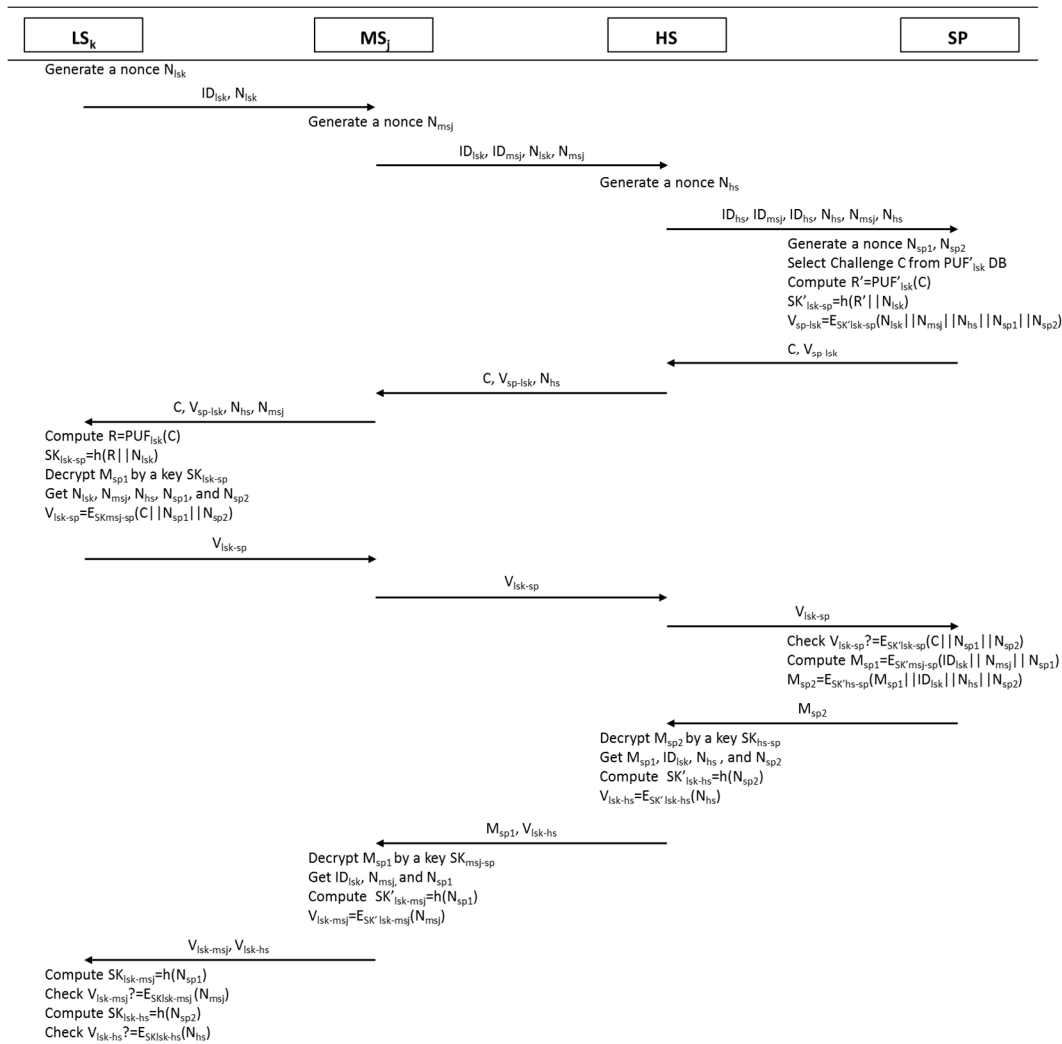 LSk MSj HS SP
Generate a nonce Nlsk
IDlsk, Nlsk
Generate a nonce Nmsj
IDlsk, IDmsj, Nlsk, Nmsj
Generate a nonce Nhs
IDhs, IDmsj, IDhs, Nhs, Nmsj, Nhs
Generate a nonce Nsp1, Nsp2
Select Challenge C from PUF'lsk DB
Compute R'=PUF'lsk(C)
SK'lsk-sp=h(R'||Nlsk)
Vsp-lsk=ESK'lsk-sp(Nlsk||Nmsj||Nhs||Nsp1||Nsp2)
C, Vsp-lsk
C, Vsp-lsk, Nhs
C, Vsp-lsk, Nhs, Nmsj
Compute R=PUFlsk(C)
SKlsk-sp=h(R||Nlsk)
Decrypt Msp1 by a key SKlsk-sp
Get Nlsk, Nmsj, Nhs, Nsp1, and Nsp2
Vlsk-sp=ESKmsj-sp(C||Nsp1||Nsp2)
Vlsk-sp
Vlsk-sp
Vlsk-sp
Check Vlsk-sp?=ESK'lsk-sp(C||Nsp1||Nsp2)
Compute Msp1=ESK'msj-sp(IDlsk|| Nmsj|| Nsp1)
Msp2=ESK'hs-sp(Msp1||IDlsk||Nhs||Nsp2)
Msp2
Decrypt Msp2 by a key SKhs-sp
Get Msp1, IDlsk, Nhs , and Nsp2
Compute SK'lsk-hs=h(Nsp2)
Vlsk-hs=ESK' lsk-hs(Nhs)
Msp1, Vlsk-hs
Decrypt Msp1 by a key SKmsj-sp
Get IDlsk, Nmsj, and Nsp1
Compute SK'lsk-msj=h(Nsp1)
Vlsk-msj=ESK' lsk-msj(Nmsj)
Vlsk-msj, Vlsk-hs
Compute SKlsk-msj=h(Nsp1)
Check Vlsk-msj?=ESKlsk-msj(Nmsj)
Compute SKlsk-hs=h(Nsp2)
Check Vlsk-hs?=ESKlsk-hs(Nhs)